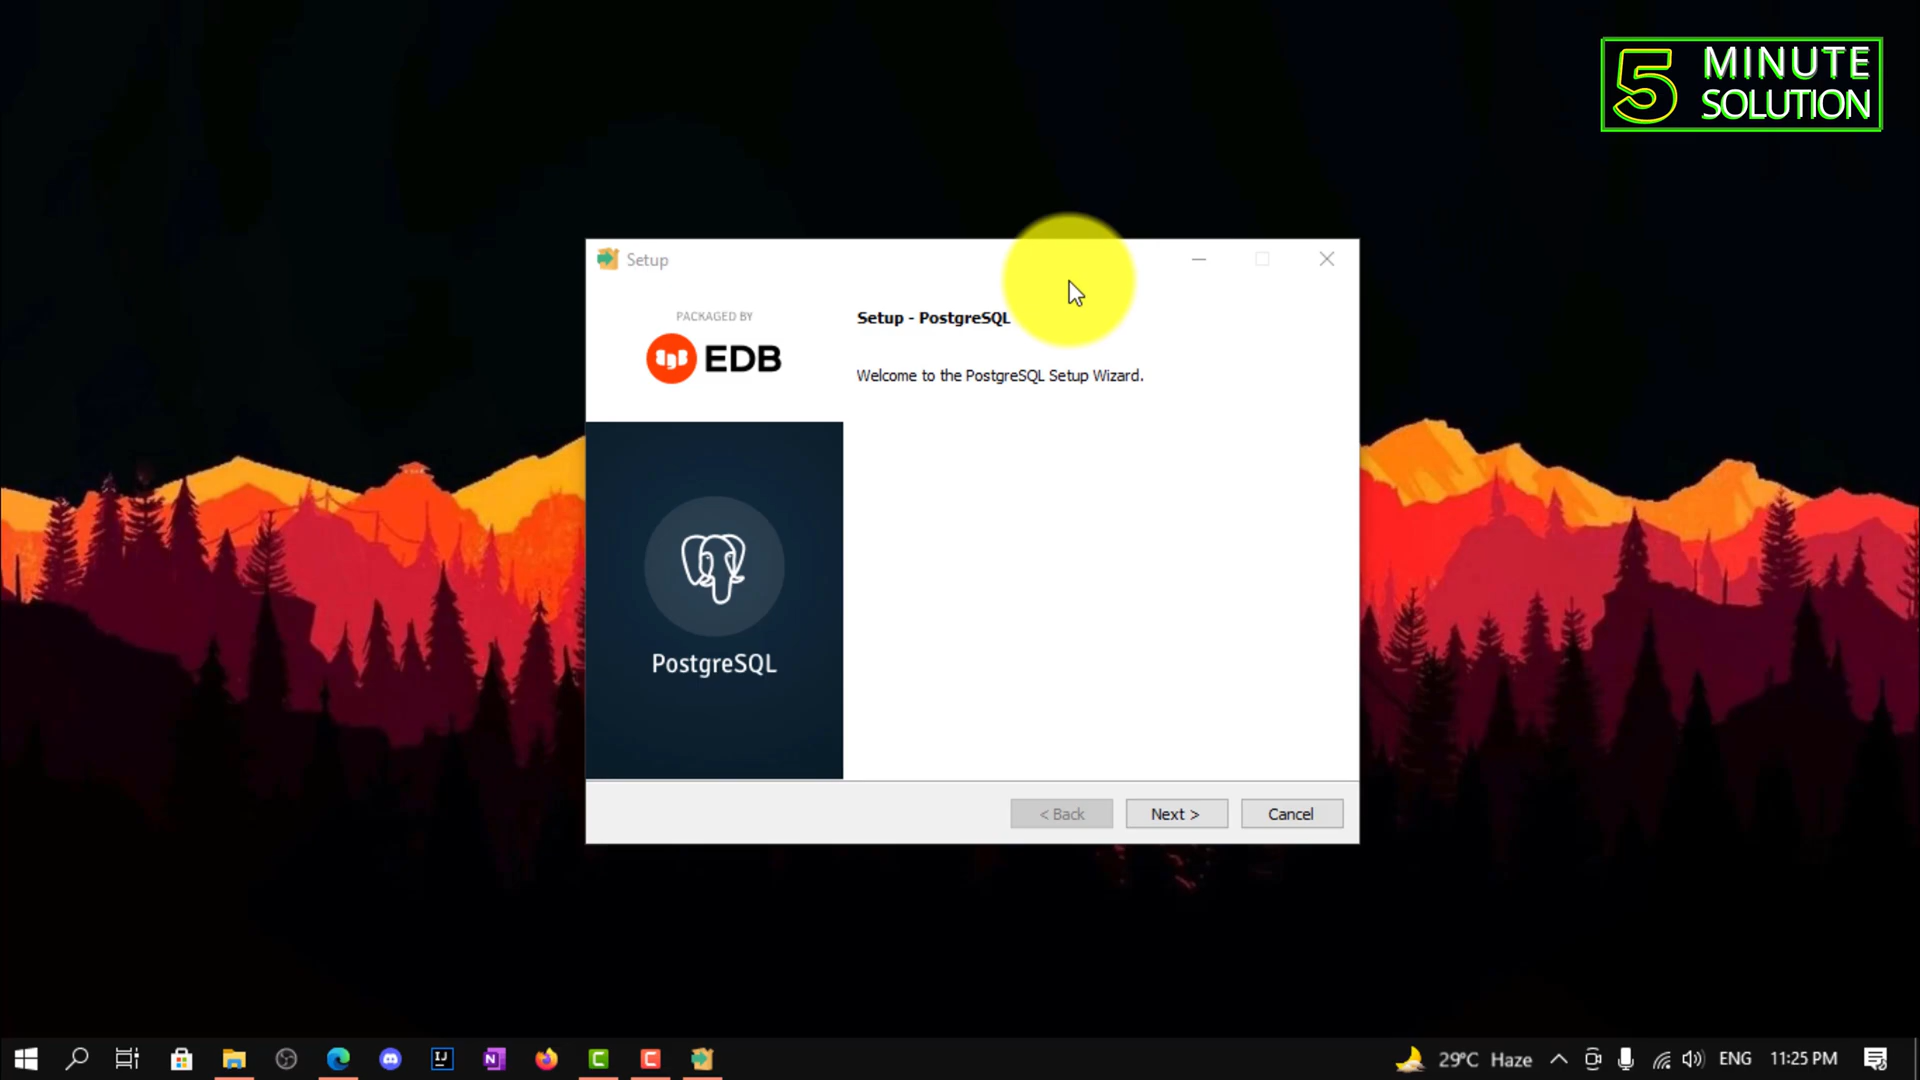 5 MINUTE
SOLUTION
Setup
PACKAGED BY
EDB
Setup - PostgreSQL
Welcome to the PostgreSQL Setup Wizard.
PostgreSQL
< Back
Next >
Cancel
29°C Haze
ENG
11:25 PM